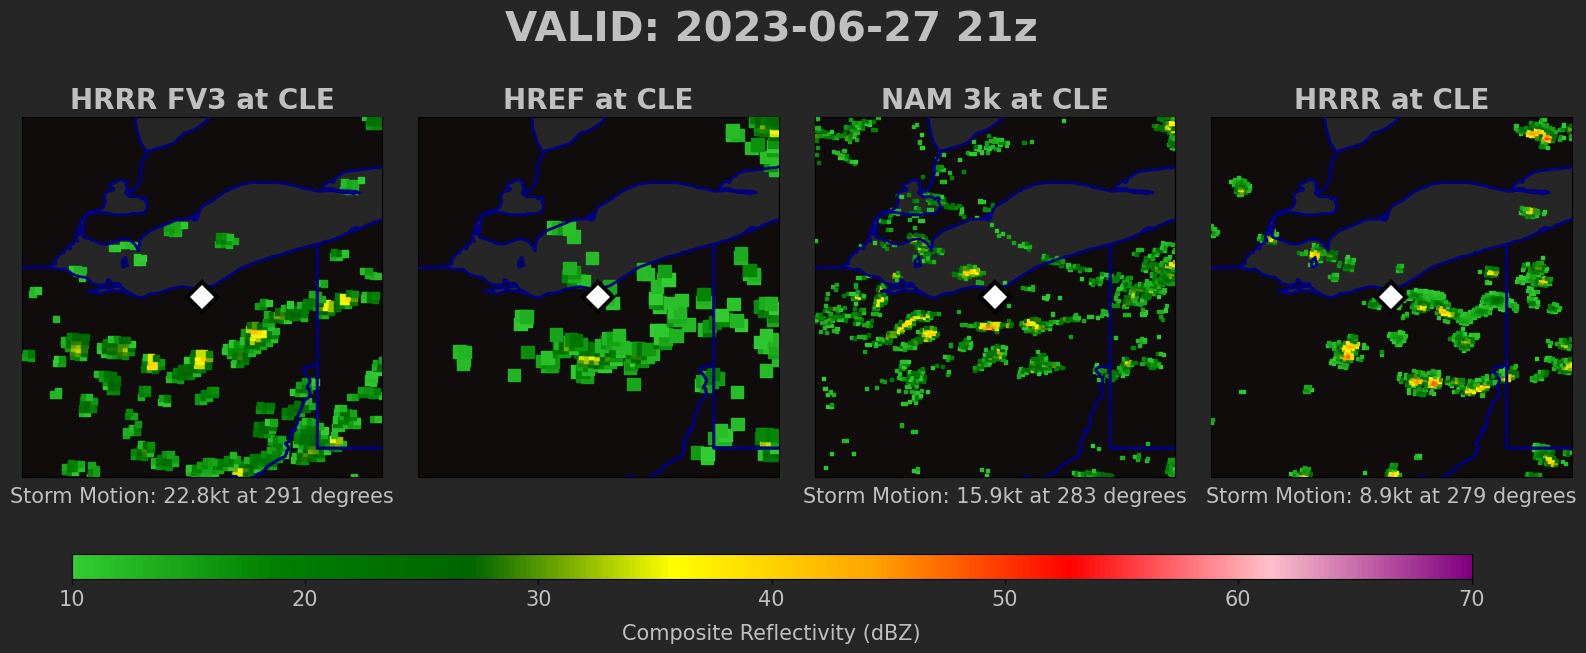 VALID: 2023-06-27 21z
HRRR FV3 at CLE
HREF at CLE
NAM 3k at CLE
HRRR at CLE
Storm Motion: 22.8kt at 291 degrees
Storm Motion: 15.9kt at 283 degrees
Storm Motion: 8.9kt at 279 degrees
10 20 30 40 50 60 70
Composite Reflectivity (dBZ)